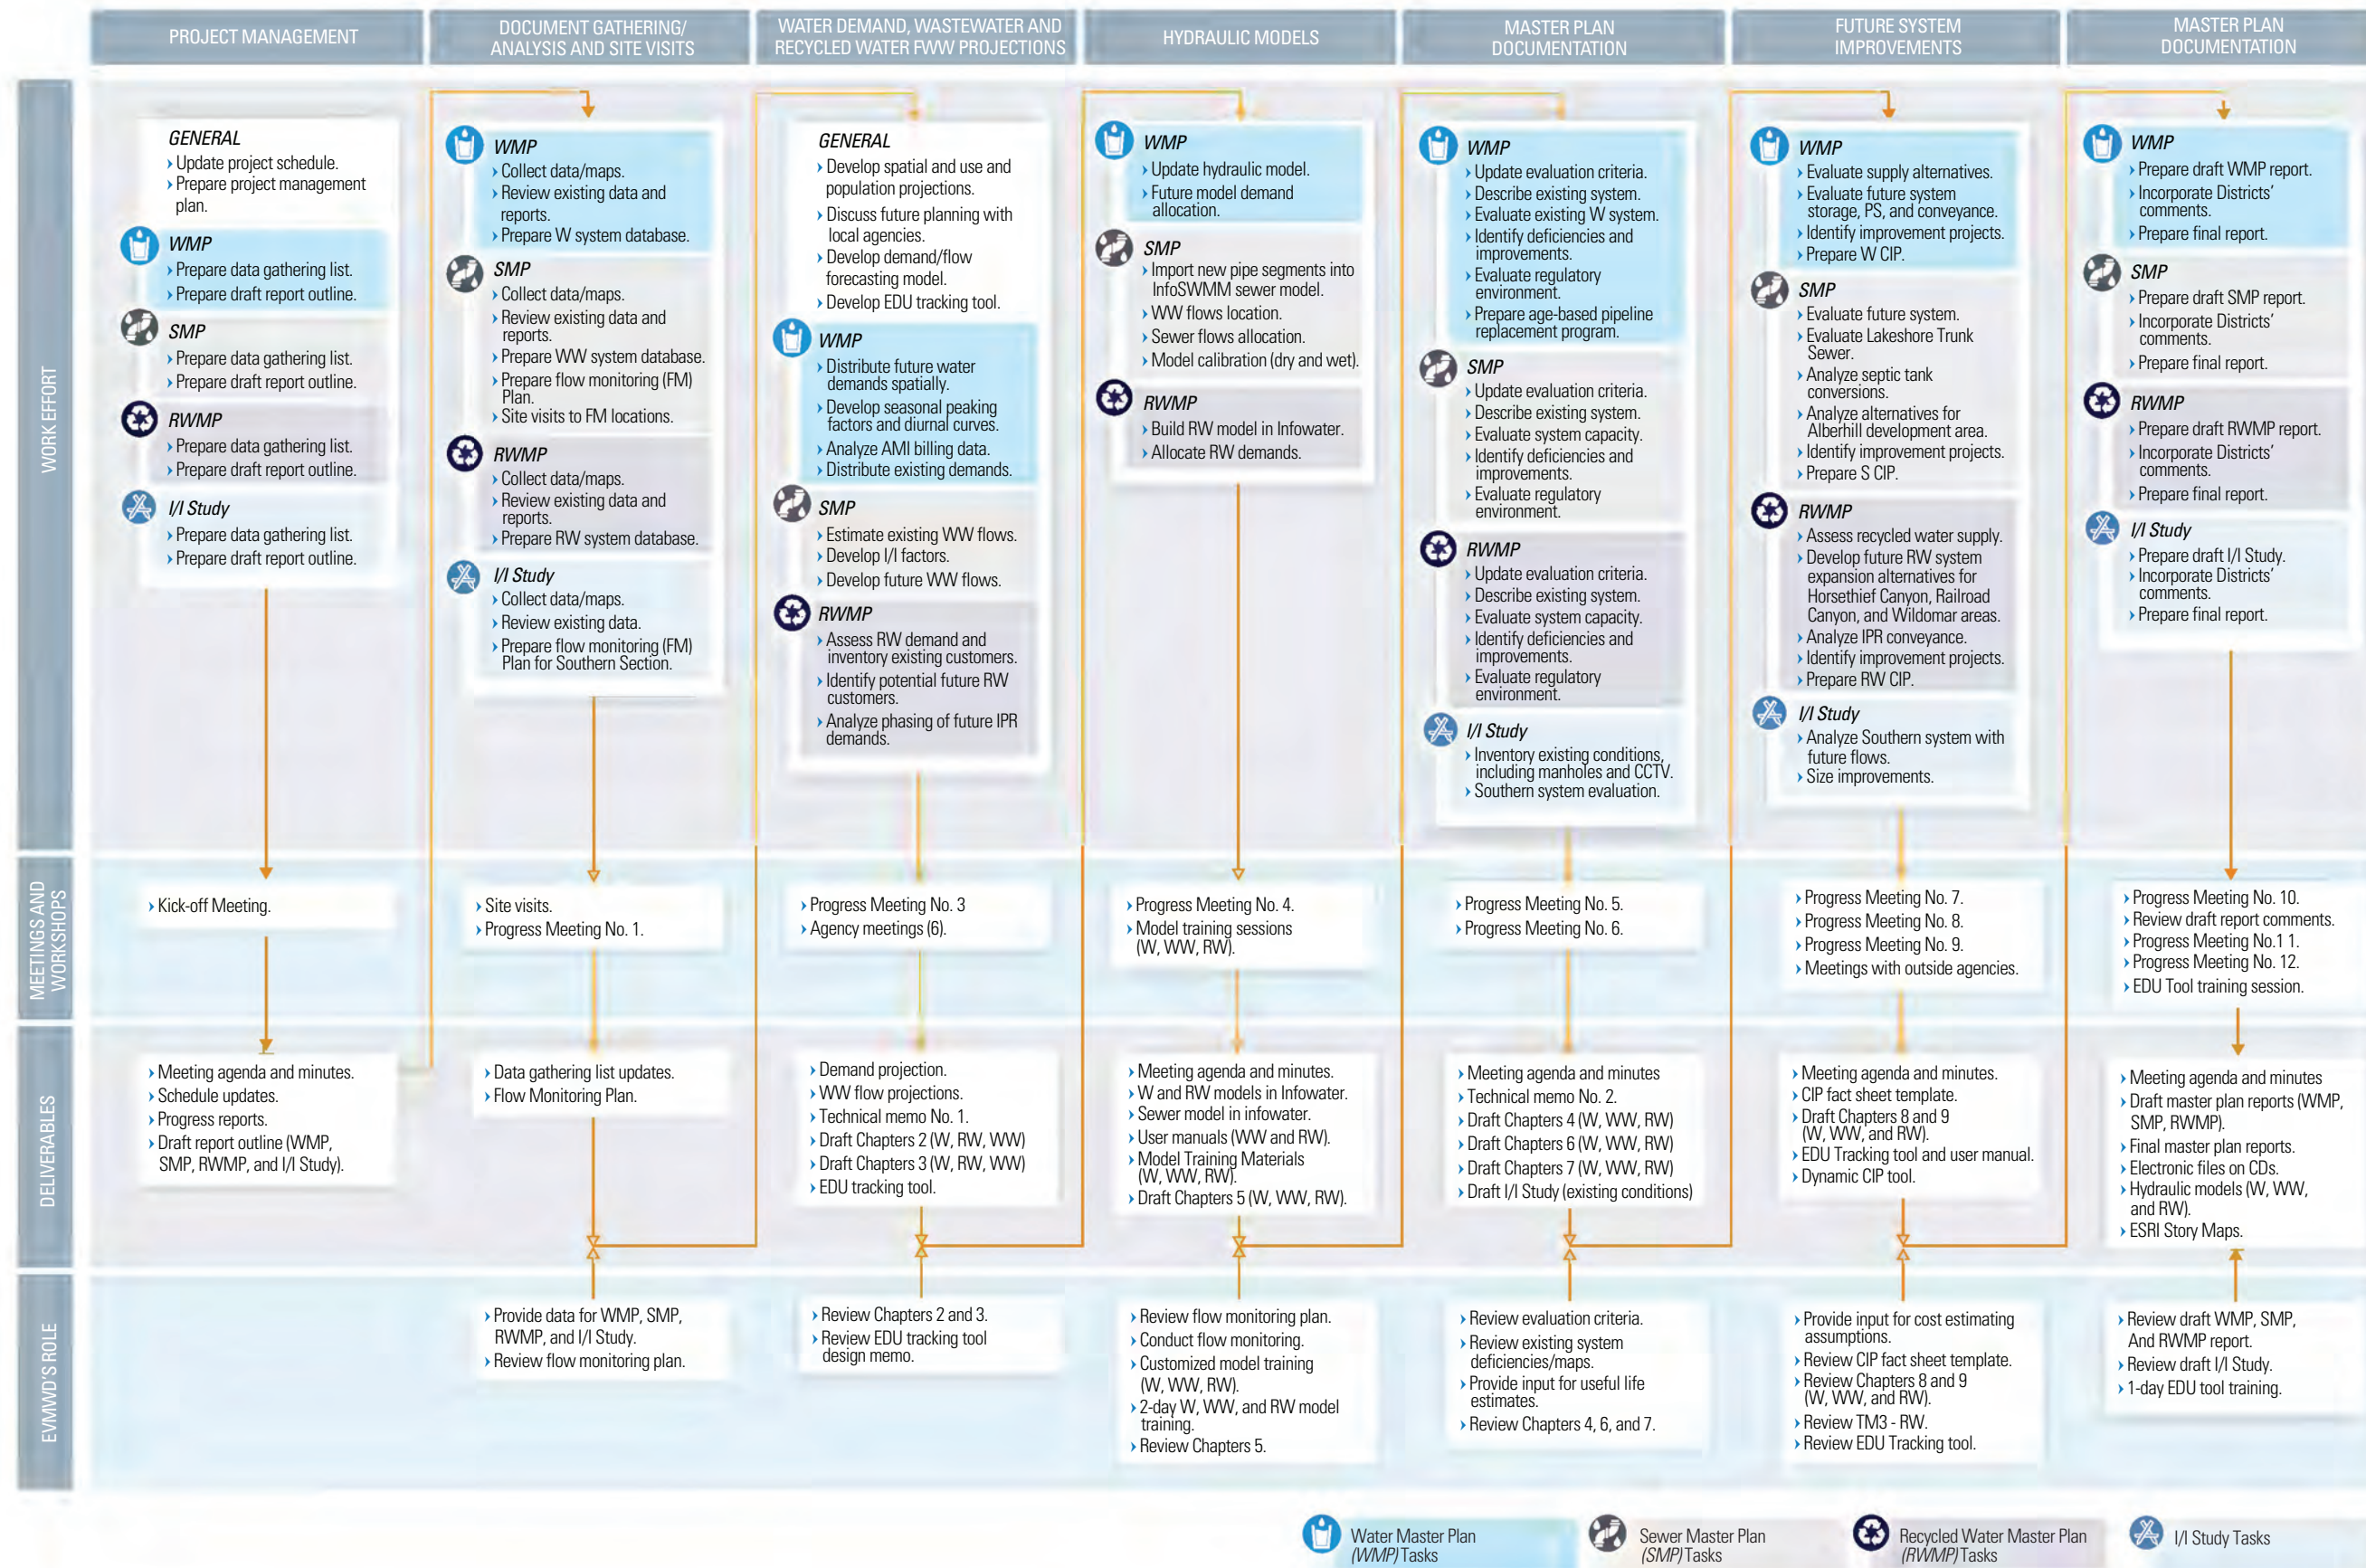 PROJECT MANAGEMENT
DOCUMENT GATHERING/
ANALYSIS AND SITE VISITS
WATER DEMAND, WASTEWATER AND
RECYCLED WATER FWW PROJECTIONS
HYDRAULIC MODELS
MASTER PLAN
DOCUMENTATION
FUTURE SYSTEM
IMPROVEMENTS
MASTER PLAN
DOCUMENTATION
WORK EFFORT
GENERAL
› Update project schedule.
› Prepare project management
plan.
WMP
› Prepare data gathering list.
› Prepare draft report outline.
SMP
› Prepare data gathering list.
› Prepare draft report outline.
RWMP
› Prepare data gathering list.
› Prepare draft report outline.
I/I Study
› Prepare data gathering list.
› Prepare draft report outline.
WMP
› Collect data/maps.
› Review existing data and
reports.
› Prepare W system database.
SMP
› Collect data/maps.
› Review existing data and
reports.
› Prepare WW system database.
› Prepare flow monitoring (FM)
Plan.
› Site visits to FM locations.
RWMP
› Collect data/maps.
› Review existing data and
reports.
› Prepare RW system database.
I/I Study
› Collect data/maps.
› Review existing data.
› Prepare flow monitoring (FM)
Plan for Southern Section.
GENERAL
› Develop spatial and use and
population projections.
› Discuss future planning with
local agencies.
› Develop demand/flow
forecasting model.
› Develop EDU tracking tool.
WMP
› Distribute future water
demands spatially.
› Develop seasonal peaking
factors and diurnal curves.
› Analyze AMI billing data.
› Distribute existing demands.
SMP
› Estimate existing WW flows.
› Develop I/I factors.
› Develop future WW flows.
RWMP
› Assess RW demand and
inventory existing customers.
› Identify potential future RW
customers.
› Analyze phasing of future IPR
demands.
WMP
› Update hydraulic model.
› Future model demand
allocation.
SMP
› Import new pipe segments into
InfoSWMM sewer model.
› WW flows location.
› Sewer flows allocation.
› Model calibration (dry and wet).
RWMP
› Build RW model in Infowater.
› Allocate RW demands.
WMP
› Update evaluation criteria.
› Describe existing system.
› Evaluate existing W system.
› Identify deficiencies and
improvements.
› Evaluate regulatory
environment.
› Prepare age-based pipeline
replacement program.
SMP
› Update evaluation criteria.
› Describe existing system.
› Evaluate system capacity.
› Identify deficiencies and
improvements.
› Evaluate regulatory
environment.
RWMP
› Update evaluation criteria.
› Describe existing system.
› Evaluate system capacity.
› Identify deficiencies and
improvements.
› Evaluate regulatory
environment.
I/I Study
› Inventory existing conditions,
including manholes and CCTV.
› Southern system evaluation.
WMP
› Evaluate supply alternatives.
› Evaluate future system
storage, PS, and conveyance.
› Identify improvement projects.
› Prepare W CIP.
SMP
› Evaluate future system.
› Evaluate Lakeshore Trunk
Sewer.
› Analyze septic tank
conversions.
› Analyze alternatives for
Alberhill development area.
› Identify improvement projects.
› Prepare S CIP.
RWMP
› Assess recycled water supply.
› Develop future RW system
expansion alternatives for
Horsethief Canyon, Railroad
Canyon, and Wildomar areas.
› Analyze IPR conveyance.
› Identify improvement projects.
› Prepare RW CIP.
I/I Study
› Analyze Southern system with
future flows.
› Size improvements.
WMP
› Prepare draft WMP report.
› Incorporate Districts'
comments.
› Prepare final report.
SMP
› Prepare draft SMP report.
› Incorporate Districts'
comments.
› Prepare final report.
RWMP
› Prepare draft RWMP report.
› Incorporate Districts'
comments.
› Prepare final report.
I/I Study
› Prepare draft I/I Study.
› Incorporate Districts'
comments.
› Prepare final report.
MEETINGS AND
WORKSHOPS
› Kick-off Meeting.
› Site visits.
› Progress Meeting No. 1.
› Progress Meeting No. 3
› Agency meetings (6).
› Progress Meeting No. 4.
› Model training sessions
(W, WW, RW).
› Progress Meeting No. 5.
› Progress Meeting No. 6.
› Progress Meeting No. 7.
› Progress Meeting No. 8.
› Progress Meeting No. 9.
› Meetings with outside agencies.
› Progress Meeting No. 10.
› Review draft report comments.
› Progress Meeting No.1 1.
› Progress Meeting No. 12.
› EDU Tool training session.
DELIVERABLES
› Meeting agenda and minutes.
› Schedule updates.
› Progress reports.
› Draft report outline (WMP,
SMP, RWMP, and I/I Study).
› Data gathering list updates.
› Flow Monitoring Plan.
› Demand projection.
› WW flow projections.
› Technical memo No. 1.
› Draft Chapters 2 (W, RW, WW)
› Draft Chapters 3 (W, RW, WW)
› EDU tracking tool.
› Meeting agenda and minutes.
› W and RW models in Infowater.
› Sewer model in infowater.
› User manuals (WW and RW).
› Model Training Materials
(W, WW, RW).
› Draft Chapters 5 (W, WW, RW).
› Meeting agenda and minutes
› Technical memo No. 2.
› Draft Chapters 4 (W, WW, RW)
› Draft Chapters 6 (W, WW, RW)
› Draft Chapters 7 (W, WW, RW)
› Draft I/I Study (existing conditions)
› Meeting agenda and minutes.
› CIP fact sheet template.
› Draft Chapters 8 and 9
(W, WW, and RW).
› EDU Tracking tool and user manual.
› Dynamic CIP tool.
› Meeting agenda and minutes
› Draft master plan reports (WMP,
SMP, RWMP).
› Final master plan reports.
› Electronic files on CDs.
› Hydraulic models (W, WW,
and RW).
› ESRI Story Maps.
EVMWD'S ROLE
› Provide data for WMP, SMP,
RWMP, and I/I Study.
› Review flow monitoring plan.
› Review Chapters 2 and 3.
› Review EDU tracking tool
design memo.
› Review flow monitoring plan.
› Conduct flow monitoring.
› Customized model training
(W, WW, RW).
› 2-day W, WW, and RW model
training.
› Review Chapters 5.
› Review evaluation criteria.
› Review existing system
deficiencies/maps.
› Provide input for useful life
estimates.
› Review Chapters 4, 6, and 7.
› Provide input for cost estimating
assumptions.
› Review CIP fact sheet template.
› Review Chapters 8 and 9
(W, WW, and RW).
› Review TM3 - RW.
› Review EDU Tracking tool.
› Review draft WMP, SMP,
And RWMP report.
› Review draft I/I Study.
› 1-day EDU tool training.
Water Master Plan
(WMP) Tasks
Sewer Master Plan
(SMP) Tasks
Recycled Water Master Plan
(RWMP) Tasks
I/I Study Tasks